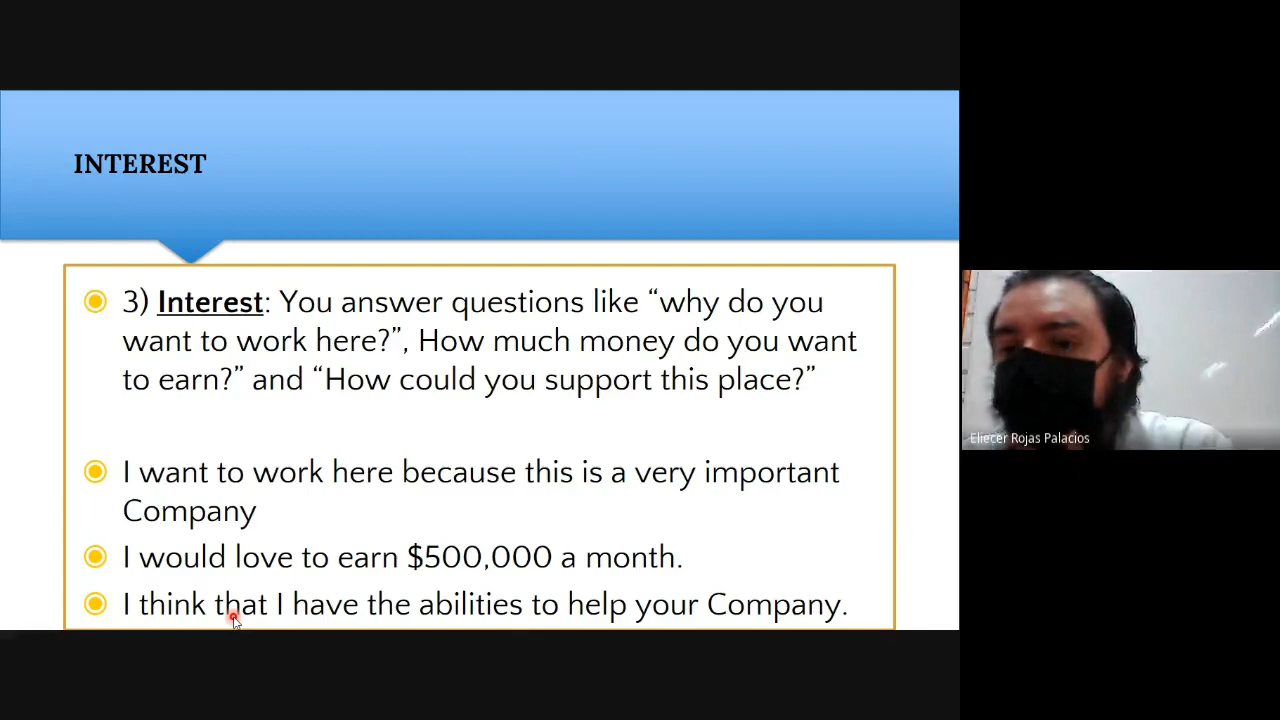 INTEREST
3) Interest: You answer questions like “why do you
want to work here?”, How much money do you want
to earn?” and “How could you support this place?”
I want to work here because this is a very important
Company
I would love to earn $500,000 a month.
I think that I have the abilities to help your Company.
Eliecer Rojas Palacios